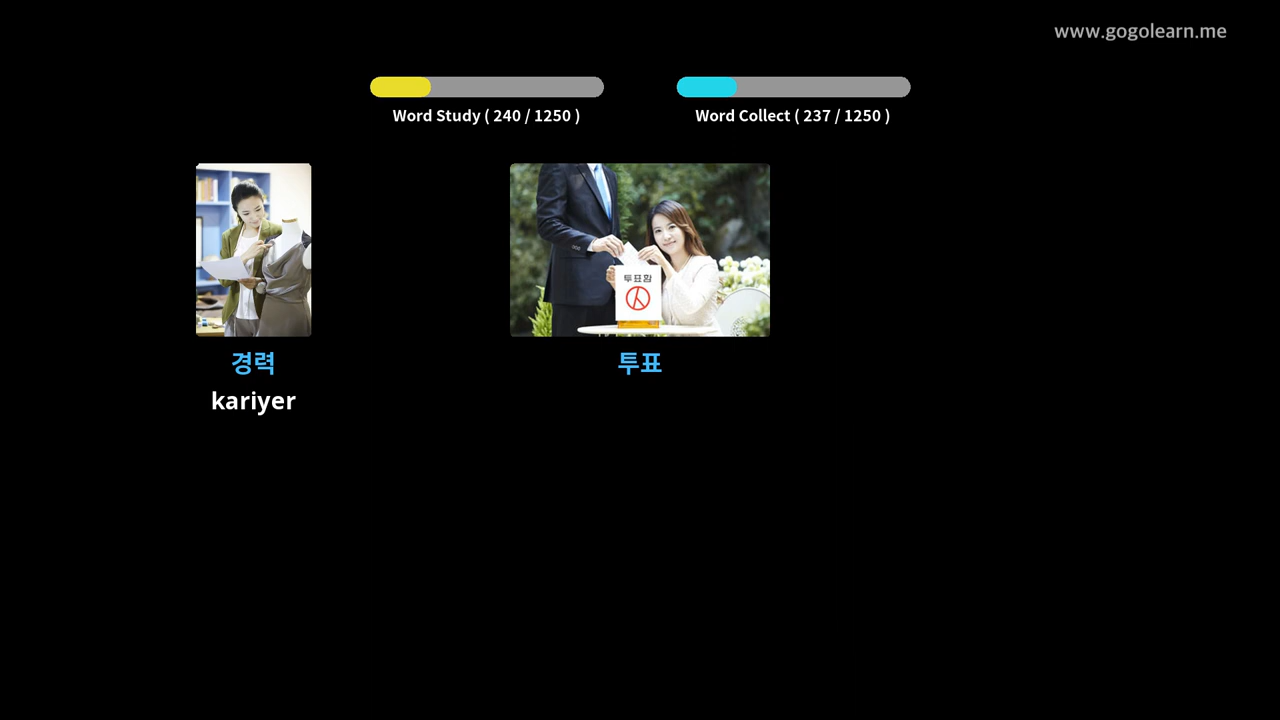 www.gogolearn.me
Word Study ( 240 / 1250 )
Word Collect ( 237 / 1250 )
투표함
경력
투표
kariyer